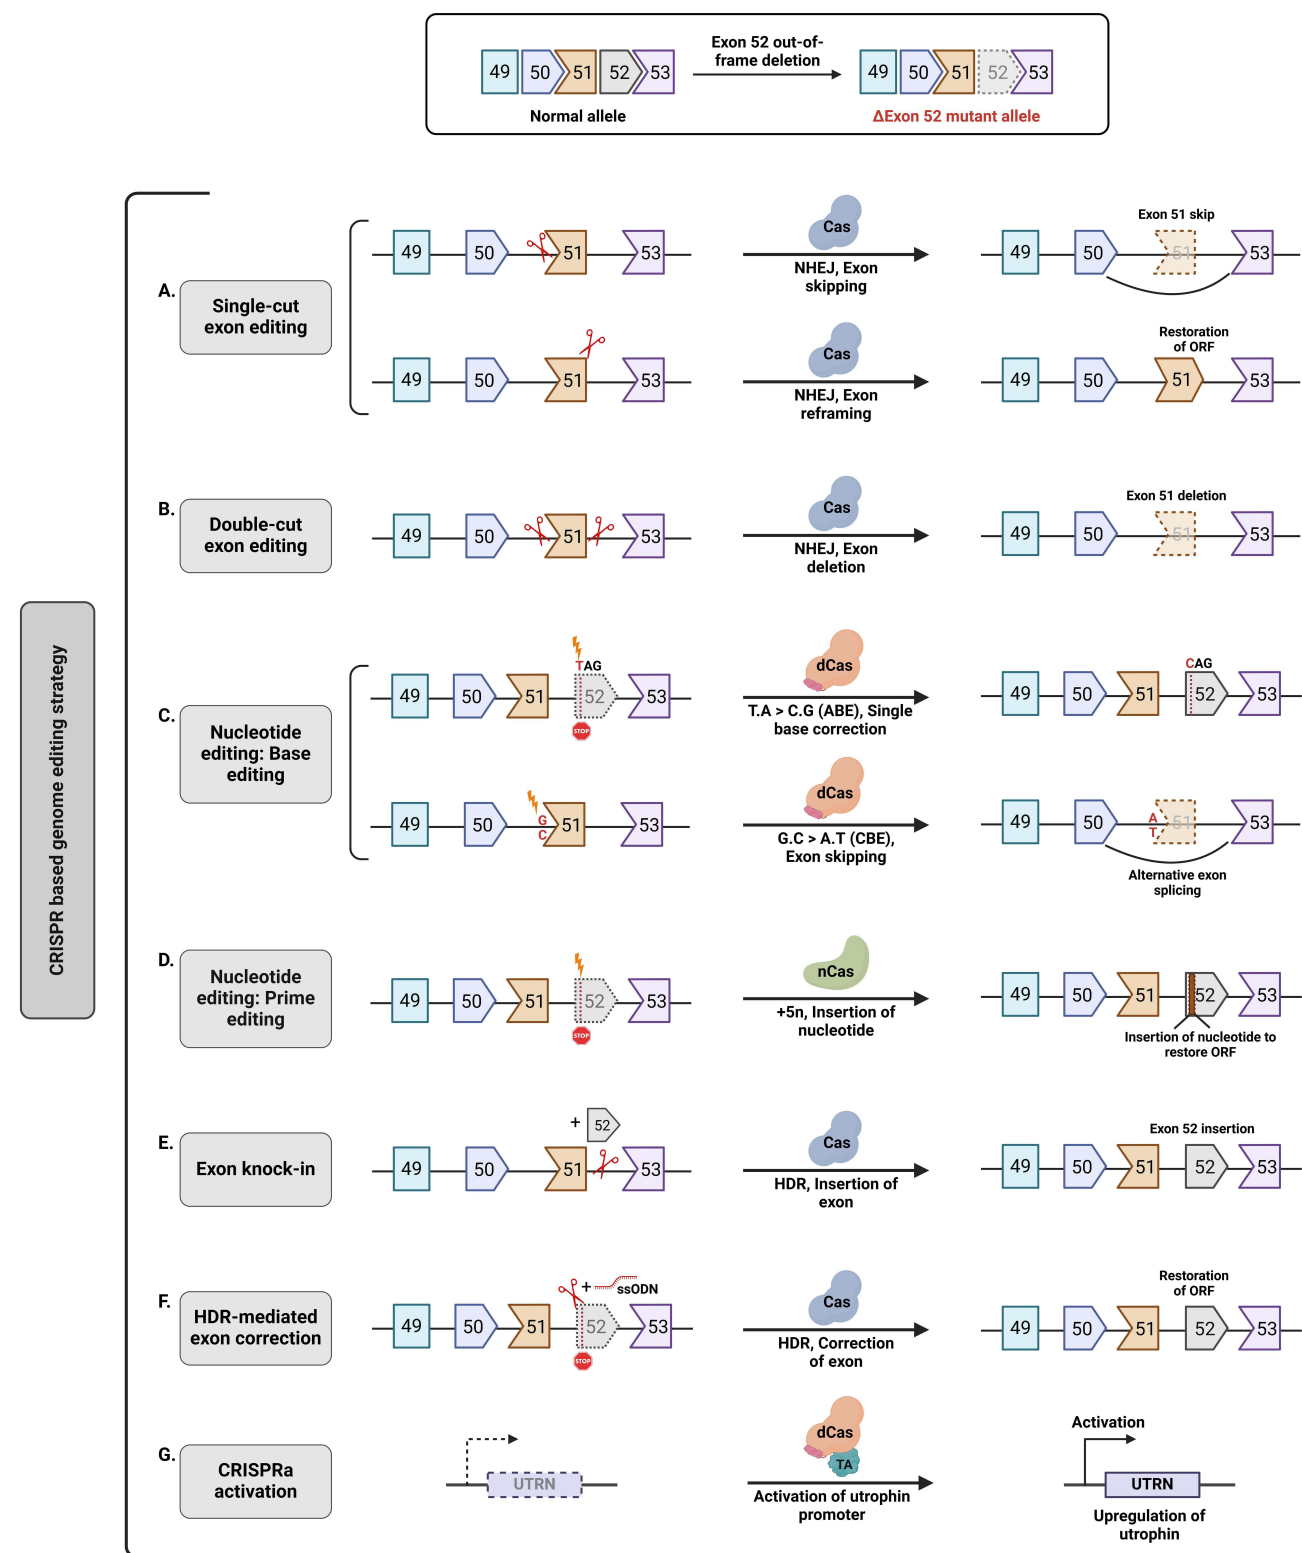 Exon 52 out-of-
frame deletion
49 50 51 52 53
49 50 51 52 53
Normal allele
ΔExon 52 mutant allele
CRISPR based genome editing strategy
A.
Single-cut
exon editing
49 50 51 53
Cas
NHEJ, Exon
skipping
Exon 51 skip
49 50 51 53
49 50 51 53
Cas
NHEJ, Exon
reframing
Restoration
of ORF
49 50 51 53
B.
Double-cut
exon editing
49 50 51 53
Cas
NHEJ, Exon
deletion
Exon 51 deletion
49 50 51 53
C.
Nucleotide
editing: Base
editing
TAG
49 50 51 52 53
STOP
dCas
T.A > C.G (ABE), Single
base correction
CAG
49 50 51 52 53
49 50 G 51 53
C
dCas
G.C > A.T (CBE),
Exon skipping
49 50 A 51 53
T
Alternative exon
splicing
D.
Nucleotide
editing: Prime
editing
49 50 51 52 53
STOP
nCas
+5n, Insertion of
nucleotide
49 50 51 52 53
Insertion of nucleotide to
restore ORF
E.
Exon knock-in
+ 52
49 50 51 53
Cas
HDR, Insertion of
exon
Exon 52 insertion
49 50 51 52 53
F.
HDR-mediated
exon correction
+ ssODN
49 50 51 52 53
STOP
Cas
HDR, Correction
of exon
Restoration
of ORF
49 50 51 52 53
G.
CRISPRa
activation
UTRN
dCas
TA
Activation of utrophin
promoter
Activation
UTRN
Upregulation of
utrophin